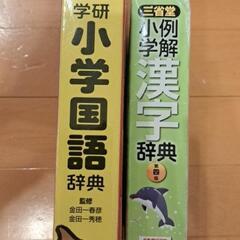 学研
小学国語
辞典
監修
金田一春彦
金田一秀穂
三省堂
例解
小学
漢字
辞典
第四版